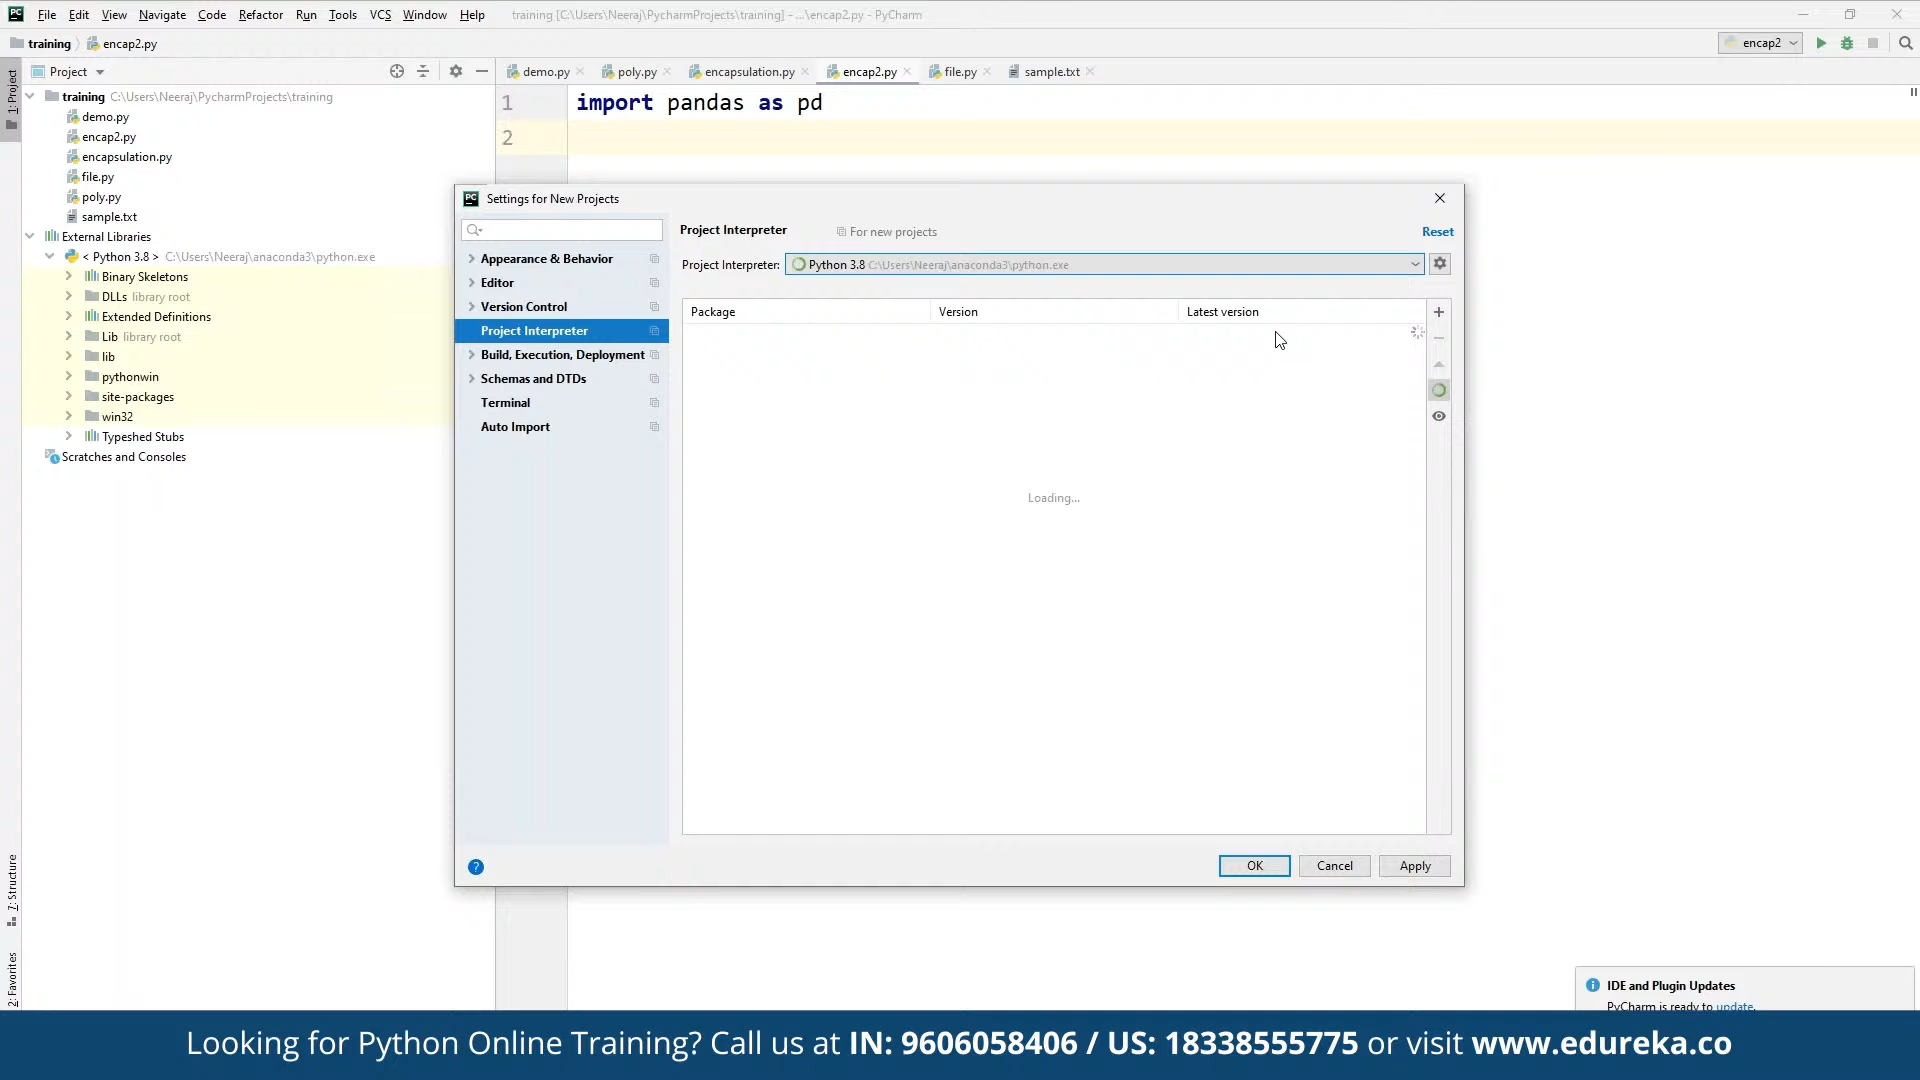 File Edit View Navigate Code Refactor Run Tools VCS Window Help training [C:\Users\Neeraj\PycharmProjects\training] - ...\encap2.py - PyCharm
training encap2.py encap2
1: Project
Project demo.py poly.py encapsulation.py encap2.py file.py sample.txt
training C:\Users\Neeraj\PycharmProjects\training
demo.py
encap2.py
encapsulation.py
file.py
poly.py
sample.txt
External Libraries
< Python 3.8 > C:\Users\Neeraj\anaconda3\python.exe
Binary Skeletons
DLLs library root
Extended Definitions
Lib library root
lib
pythonwin
site-packages
win32
Typeshed Stubs
Scratches and Consoles
7: Structure
2: Favorites
1 import pandas as pd
2
Settings for New Projects
Appearance & Behavior
Editor
Version Control
Project Interpreter
Build, Execution, Deployment
Schemas and DTDs
Terminal
Auto Import
Project Interpreter For new projects Reset
Project Interpreter: Python 3.8 C:\Users\Neeraj\anaconda3\python.exe
Package Version Latest version
Loading...
OK Cancel Apply
IDE and Plugin Updates
PyCharm is ready to update.
Looking for Python Online Training? Call us at IN: 9606058406 / US: 18338555775 or visit www.edureka.co